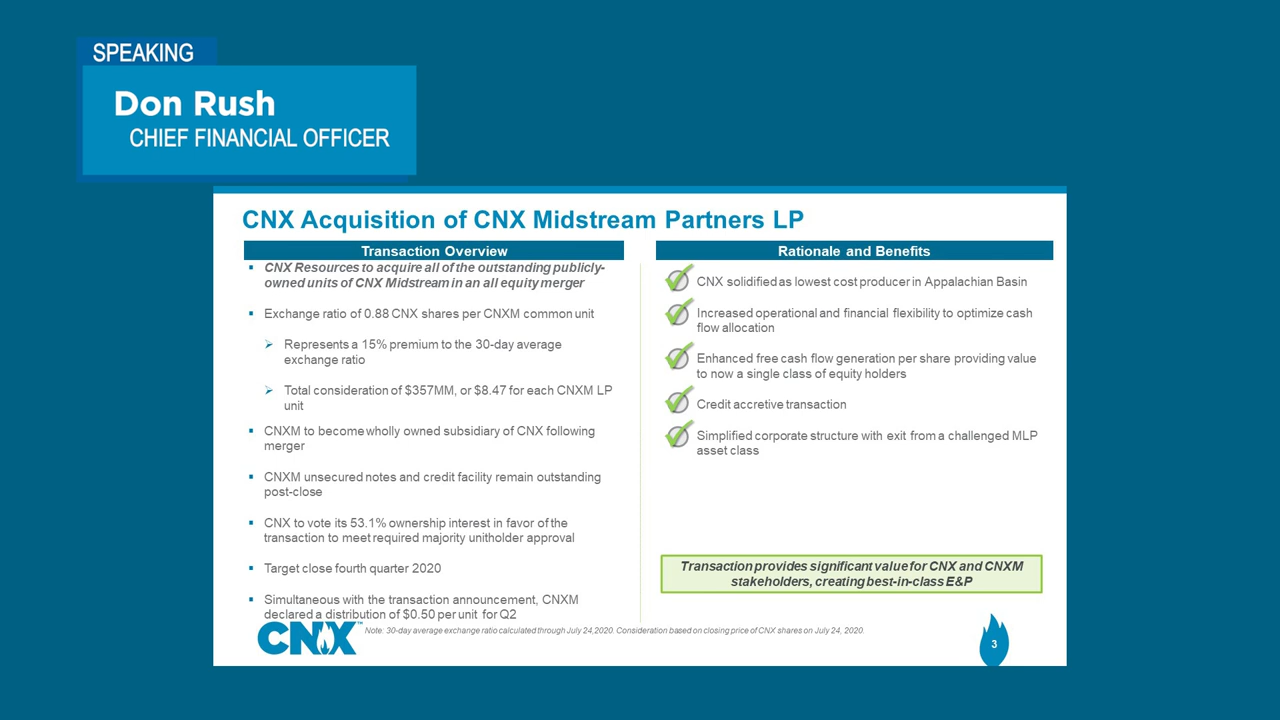 SPEAKING
Don Rush
CHIEF FINANCIAL OFFICER
CNX Acquisition of CNX Midstream Partners LP
Transaction Overview
CNX Resources to acquire all of the outstanding publicly-
owned units of CNX Midstream in an all equity merger
Exchange ratio of 0.88 CNX shares per CNXM common unit
Represents a 15% premium to the 30-day average
exchange ratio
Total consideration of $357MM, or $8.47 for each CNXM LP
unit
CNXM to become wholly owned subsidiary of CNX following
merger
CNXM unsecured notes and credit facility remain outstanding
post-close
CNX to vote its 53.1% ownership interest in favor of the
transaction to meet required majority unitholder approval
Target close fourth quarter 2020
Simultaneous with the transaction announcement, CNXM
declared a distribution of $0.50 per unit for Q2
Rationale and Benefits
CNX solidified as lowest cost producer in Appalachian Basin
Increased operational and financial flexibility to optimize cash
flow allocation
Enhanced free cash flow generation per share providing value
to now a single class of equity holders
Credit accretive transaction
Simplified corporate structure with exit from a challenged MLP
asset class
Transaction provides significant value for CNX and CNXM
stakeholders, creating best-in-class E&P
CNX™
Note: 30-day average exchange ratio calculated through July 24,2020. Consideration based on closing price of CNX shares on July 24, 2020.
3